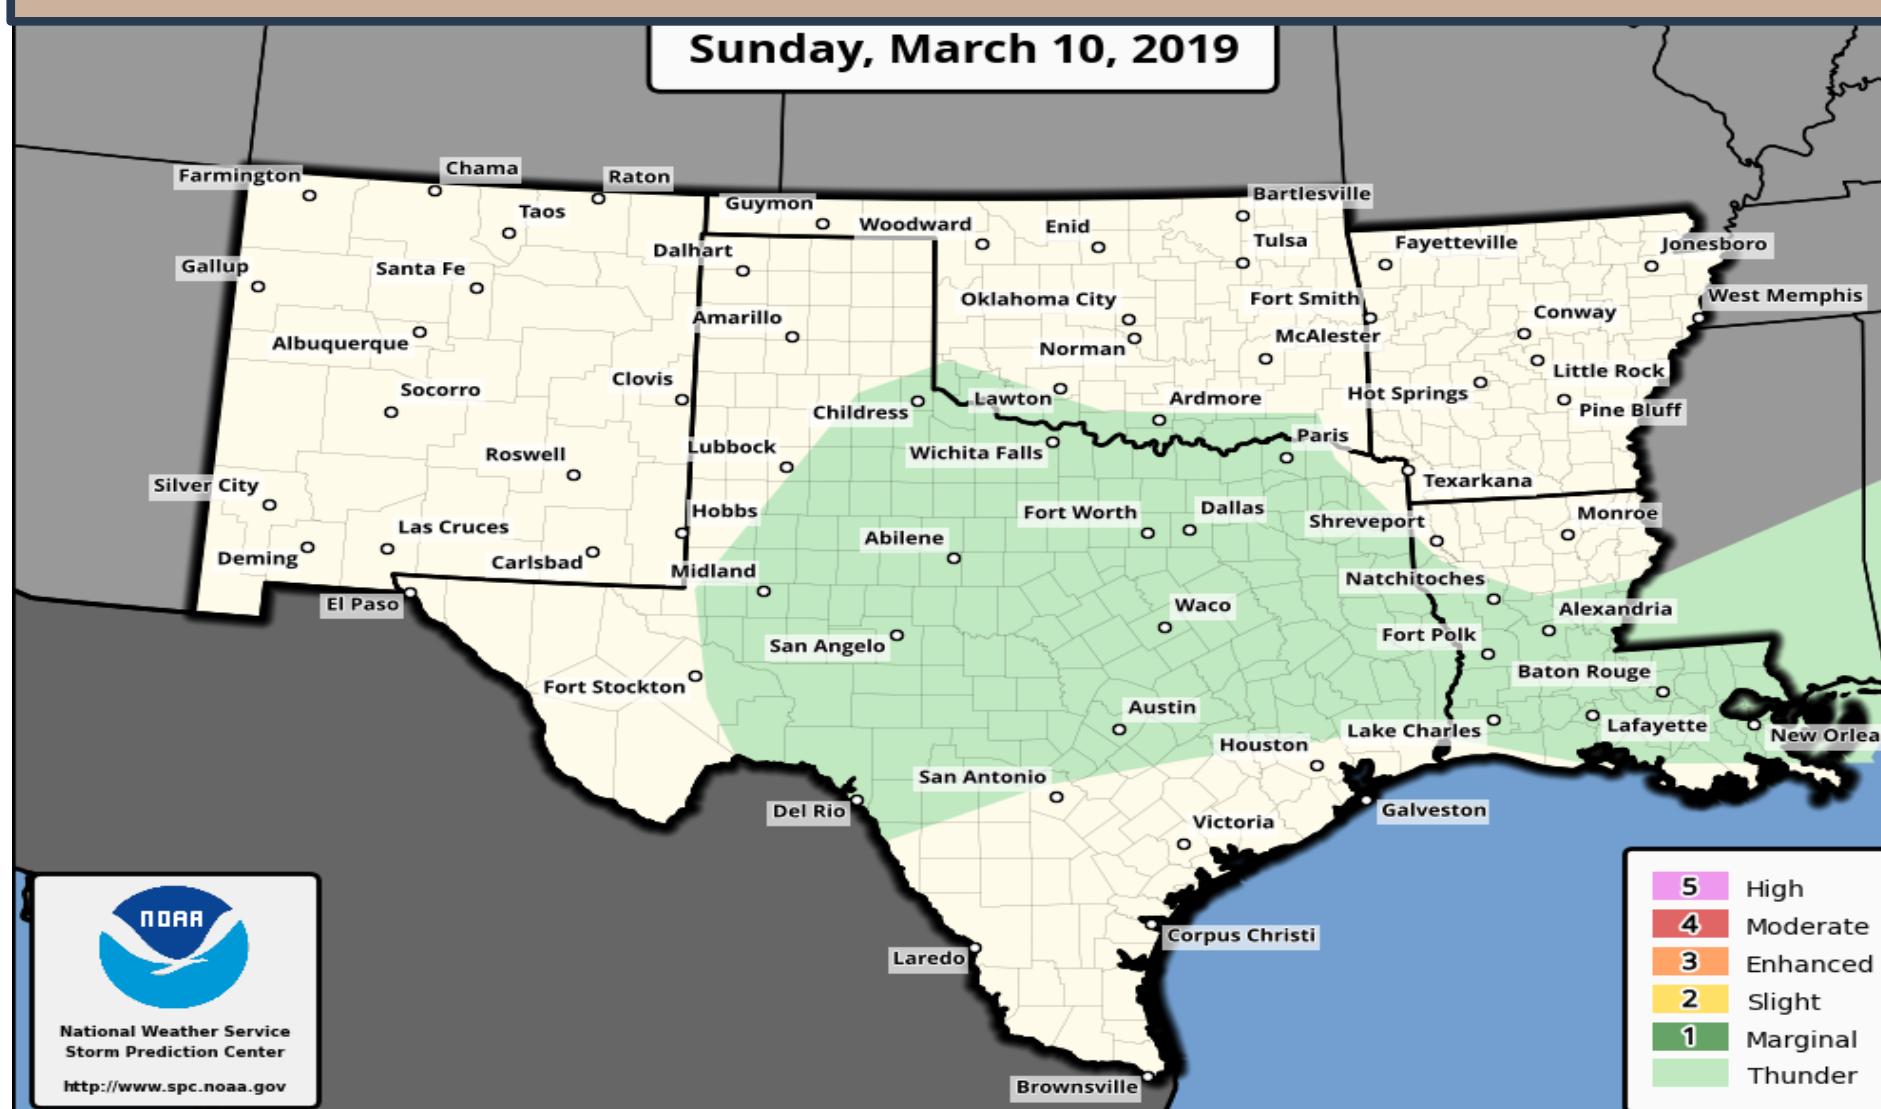 Sunday, March 10, 2019
Farmington
Chama
Raton
Taos
Guymon
Woodward
Enid
Bartlesville
Tulsa
Fayetteville
Jonesboro
Gallup
Santa Fe
Dalhart
Oklahoma City
Fort Smith
West Memphis
Albuquerque
Amarillo
Norman
McAlester
Conway
Little Rock
Socorro
Clovis
Childress
Lawton
Ardmore
Hot Springs
Pine Bluff
Roswell
Lubbock
Wichita Falls
Paris
Texarkana
Silver City
Las Cruces
Hobbs
Fort Worth
Dallas
Shreveport
Monroe
Deming
Carlsbad
Midland
Abilene
Natchitoches
Alexandria
El Paso
San Angelo
Waco
Fort Polk
Baton Rouge
Fort Stockton
Austin
Houston
Lake Charles
Lafayette
New Orlea
San Antonio
Del Rio
Victoria
Galveston
Laredo
Corpus Christi
Brownsville
NOAA
National Weather Service
Storm Prediction Center
http://www.spc.noaa.gov
5 High
4 Moderate
3 Enhanced
2 Slight
1 Marginal
Thunder